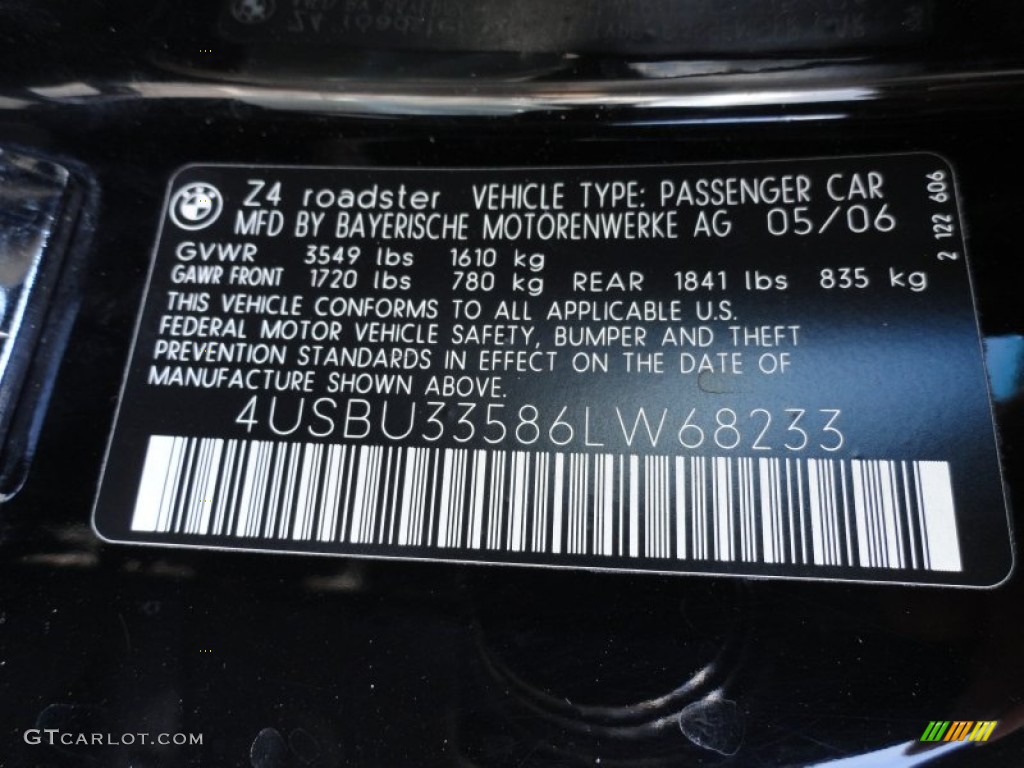 Z4 roadster VEHICLE TYPE: PASSENGER CAR
MFD BY BAYERISCHE MOTORENWERKE AG 05/06
GVWR 3549 lbs 1610 kg
GAWR FRONT 1720 lbs 780 kg REAR 1841 lbs 835 kg
THIS VEHICLE CONFORMS TO ALL APPLICABLE U.S.
FEDERAL MOTOR VEHICLE SAFETY, BUMPER AND THEFT
PREVENTION STANDARDS IN EFFECT ON THE DATE OF
MANUFACTURE SHOWN ABOVE.
4USBU33586LW68233
2 122 606
GTCARLOT.COM